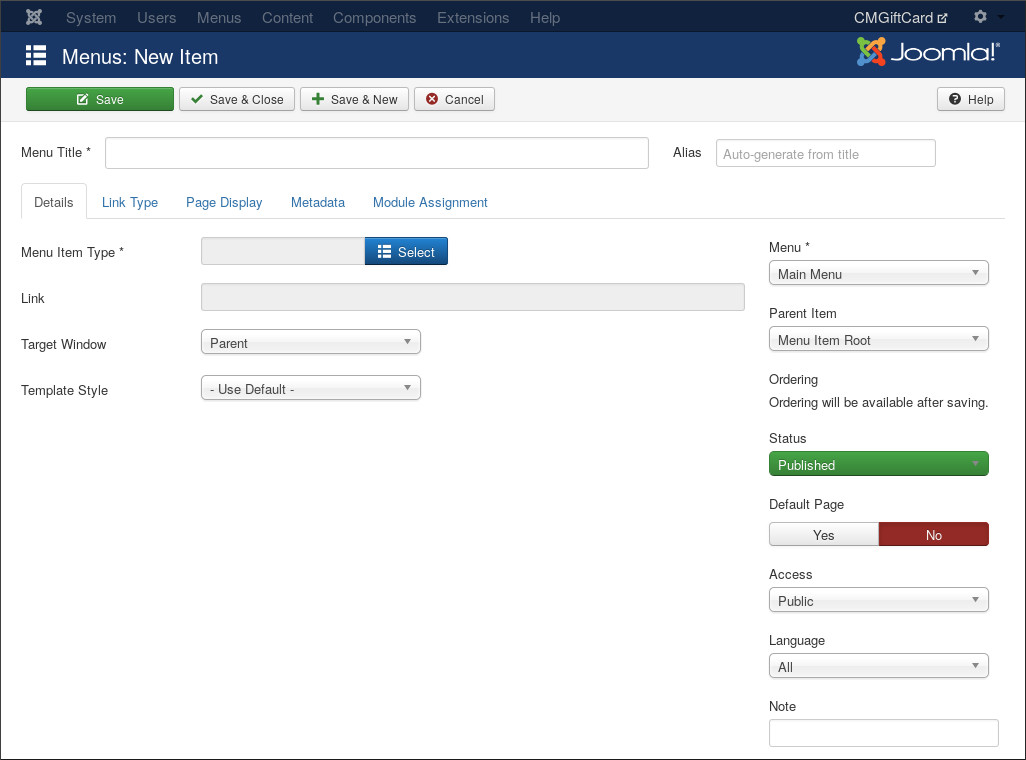 System Users Menus Content Components Extensions Help CMGiftCard
Menus: New Item Joomla!®
Save Save & Close Save & New Cancel Help
Menu Title * Alias Auto-generate from title
Details Link Type Page Display Metadata Module Assignment
Menu Item Type * Select
Link
Target Window Parent
Template Style - Use Default -
Menu *
Main Menu
Parent Item
Menu Item Root
Ordering
Ordering will be available after saving.
Status
Published
Default Page
Yes No
Access
Public
Language
All
Note